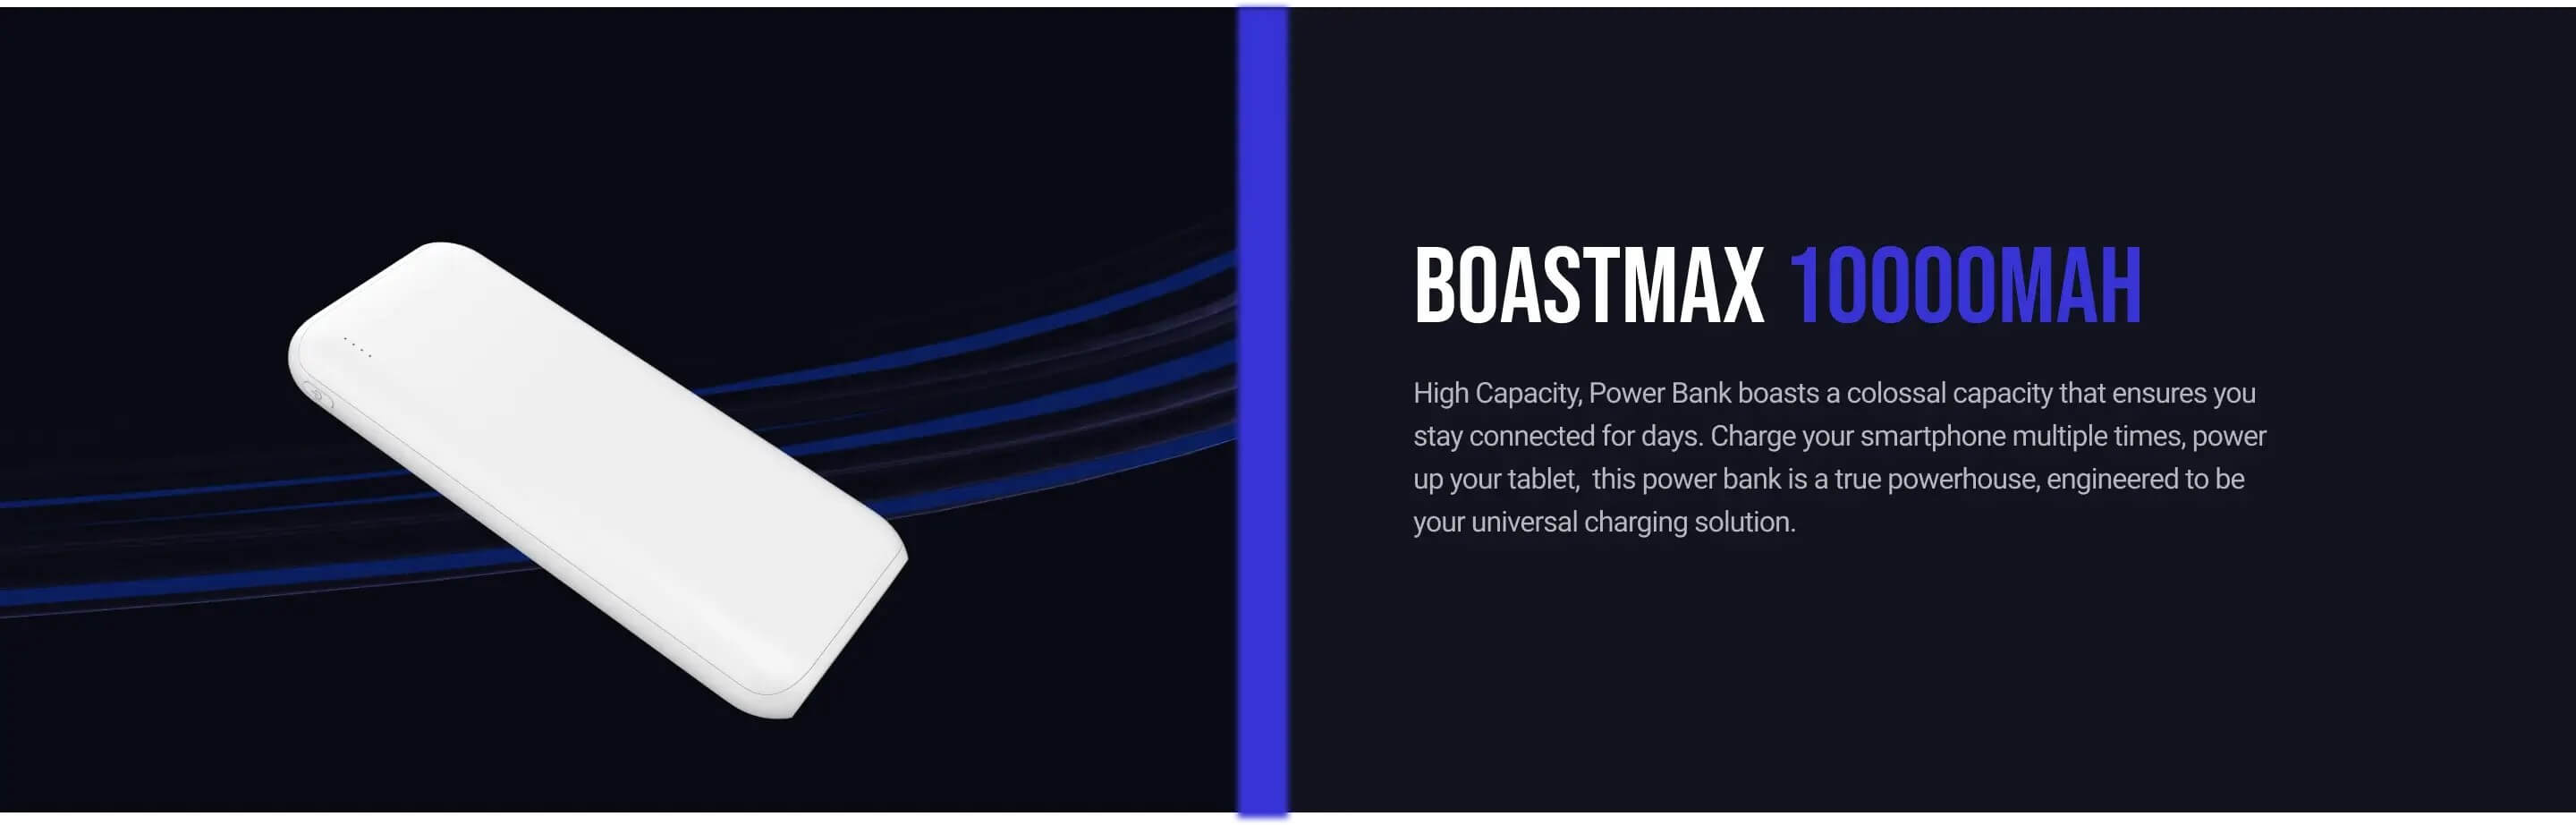 BOASTMAX 10000MAH
High Capacity, Power Bank boasts a colossal capacity that ensures you
stay connected for days. Charge your smartphone multiple times, power
up your tablet,  this power bank is a true powerhouse, engineered to be
your universal charging solution.